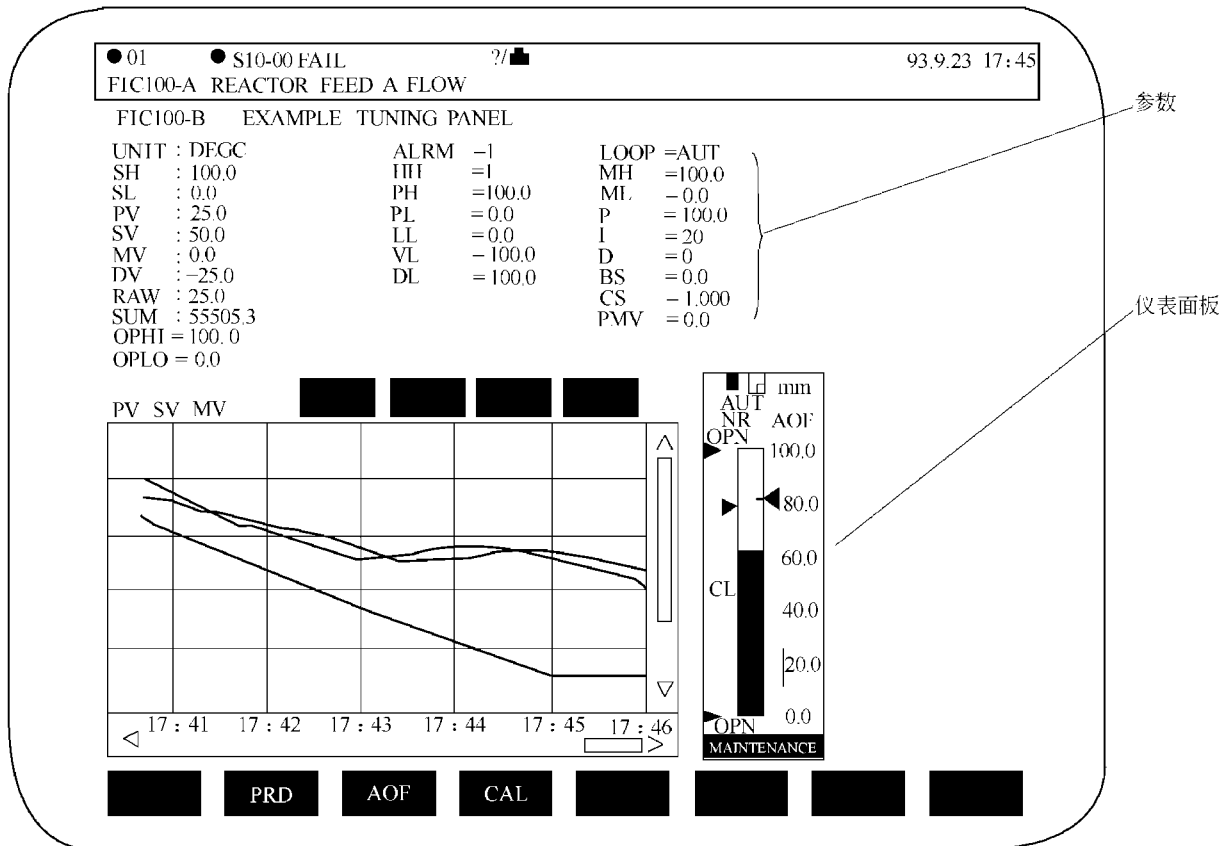 01 S10-00 FAIL ?/ 93.9.23 17:45
FIC100-A REACTOR FEED A FLOW
FIC100-B EXAMPLE TUNING PANEL
UNIT : DEGC ALRM -1 LOOP =AUT
SH : 100.0 HH =1 MH =100.0
SL : 0.0 PH =100.0 ML - 0.0
PV : 25.0 PL = 0.0 P = 100.0
SV : 50.0 LL = 0.0 I = 20
MV : 0.0 VL - 100.0 D = 0
DV : -25.0 DL = 100.0 BS = 0.0
RAW : 25.0 CS - 1.000
SUM : 55505.3 PMV = 0.0
OPHI = 100.0
OPLO = 0.0
参数
仪表面板
PV SV MV
17:41 17:42 17:43 17:44 17:45 17:46
mm
AUT
NR AOF
OPN
100.0
80.0
60.0
CL
40.0
20.0
0.0
OPN
MAINTENANCE
PRD AOF CAL